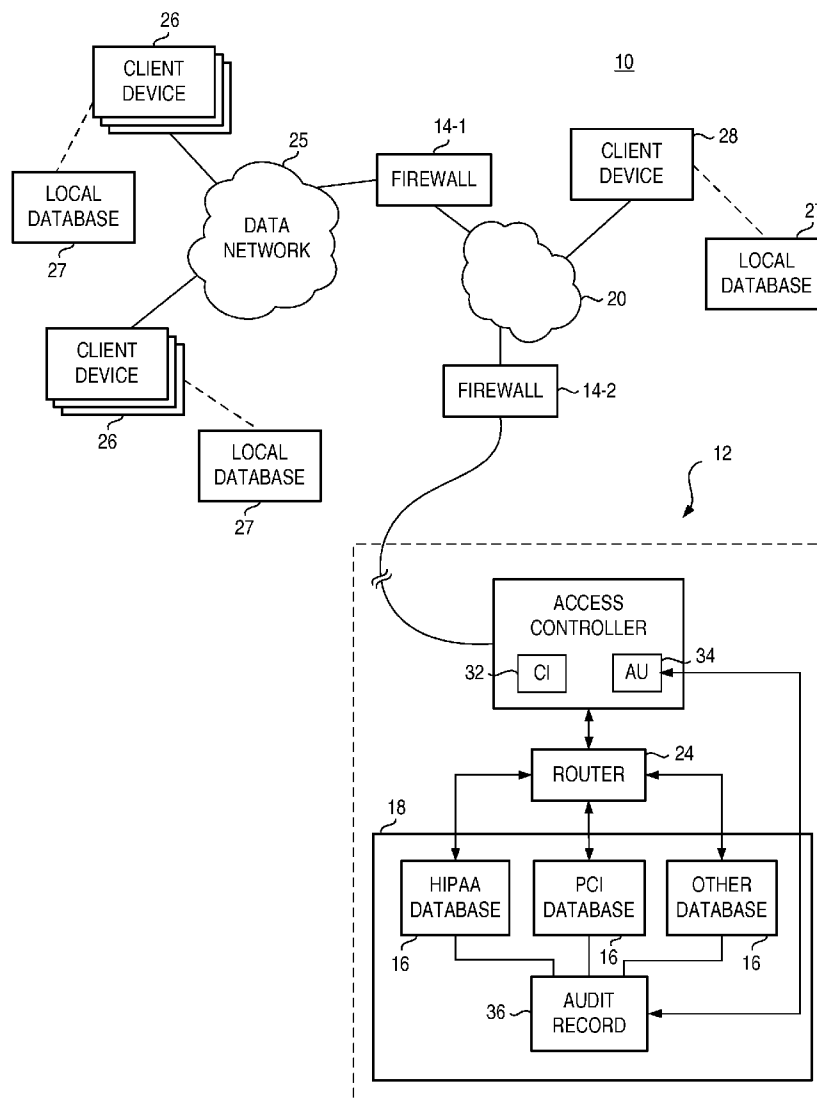 26
CLIENT
DEVICE
10
14-1
25
28
FIREWALL
CLIENT
DEVICE
LOCAL
DATABASE
27
DATA
NETWORK
27
LOCAL
DATABASE
20
CLIENT
DEVICE
26
FIREWALL
14-2
LOCAL
DATABASE
27
12
ACCESS
CONTROLLER
32
CI
AU
34
24
ROUTER
18
HIPAA
DATABASE
16
PCI
DATABASE
16
OTHER
DATABASE
16
36
AUDIT
RECORD